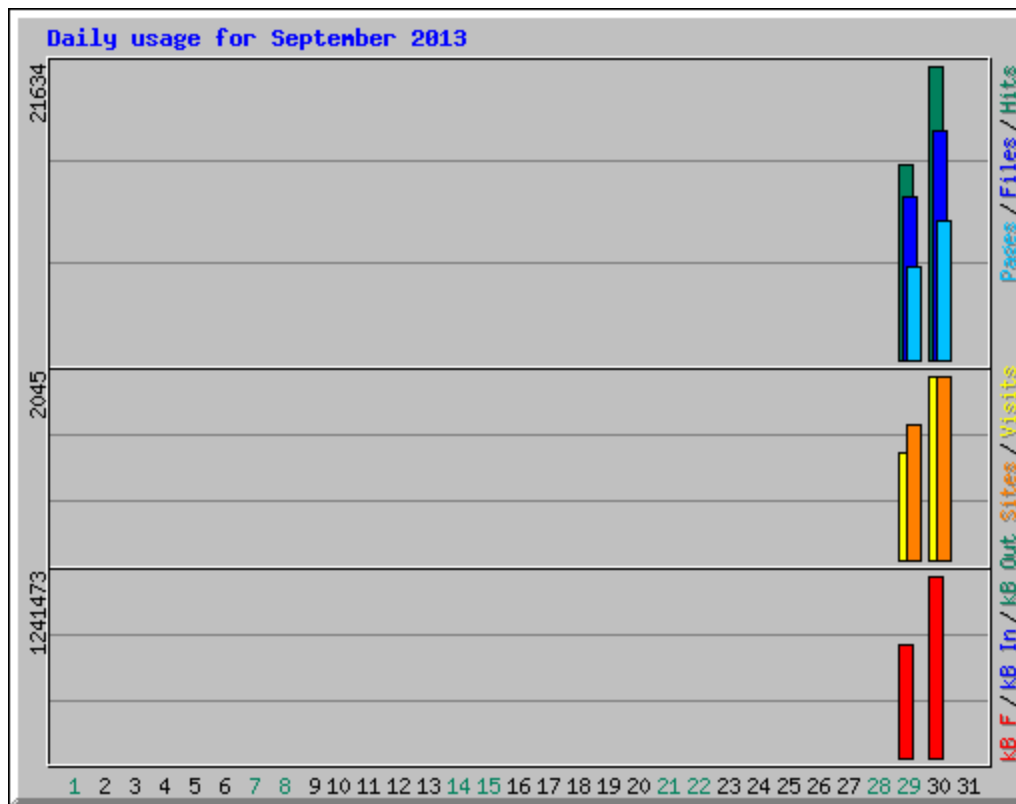 Daily usage for September 2013
21634
Pages/Files/Hits
2045
Sites/Visits
1241473
kB F/kB In/kB Out
1 2 3 4 5 6 7 8 9 10 11 12 13 14 15 16 17 18 19 20 21 22 23 24 25 26 27 28 29 30 31